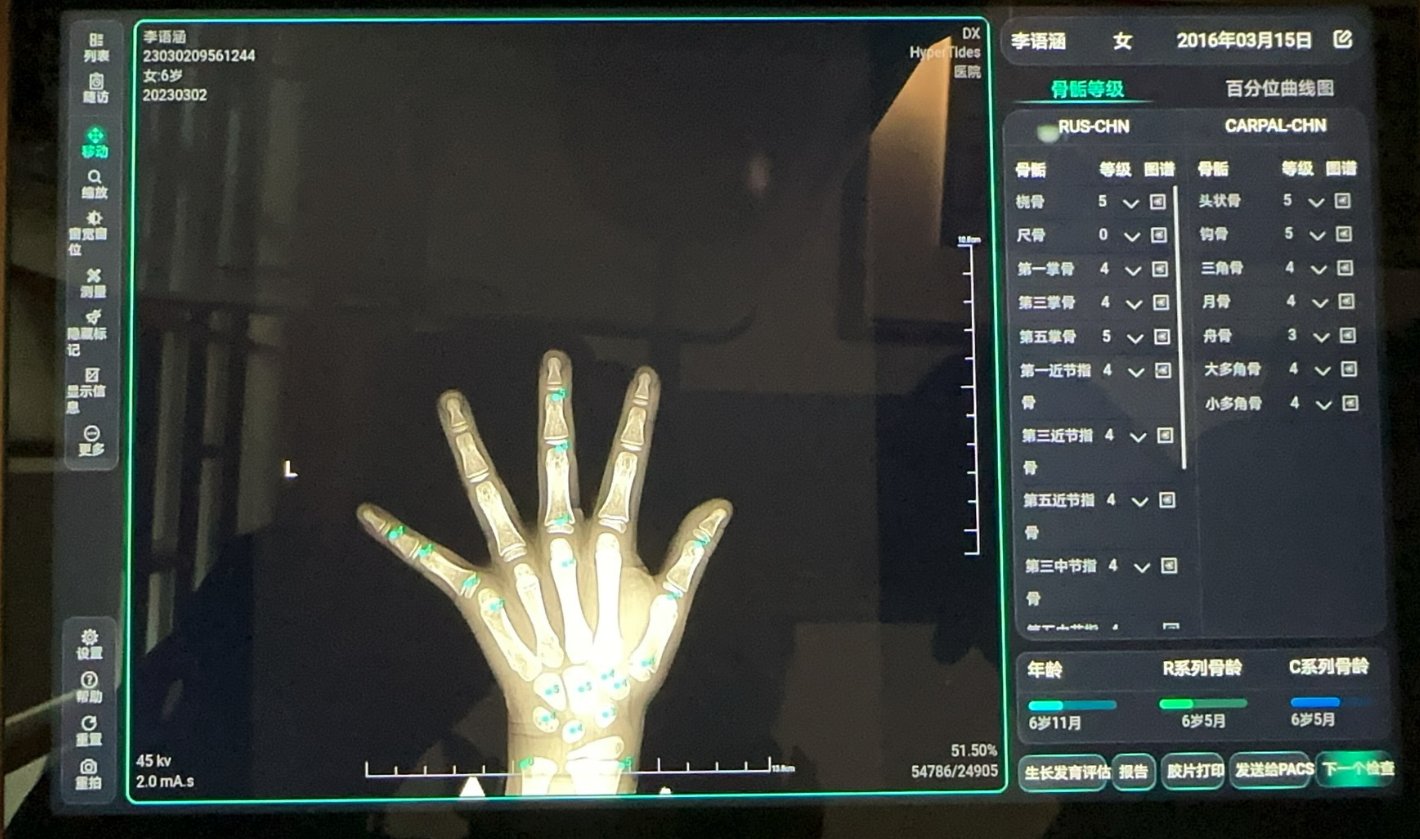 列表
随访
移动
缩放
窗宽窗
位
测量
隐藏标
记
显示信
息
更多
设置
帮助
重置
重拍
李语涵
23030209561244
女:6岁
20230302
DX
HyperTides
医院
L
10.8cm
45 kv
2.0 mA.s
10.8cm
51.50%
54786/24905
李语涵 女 2016年03月15日
骨骺等级 百分位曲线图
RUS-CHN CARPAL-CHN
骨骺 等级 图谱 骨骺 等级 图谱
桡骨 5 头状骨 5
尺骨 0 钩骨 5
第一掌骨 4 三角骨 4
第三掌骨 4 月骨 4
第五掌骨 5 舟骨 3
第一近节指 4 大多角骨 4
骨 小多角骨 4
第三近节指 4
骨
第五近节指 4
骨
第三中节指 4
骨
第五中节指 4
年龄 R系列骨龄 C系列骨龄
6岁11月 6岁5月 6岁5月
生长发育评估 报告 胶片打印 发送给PACS 下一个检查